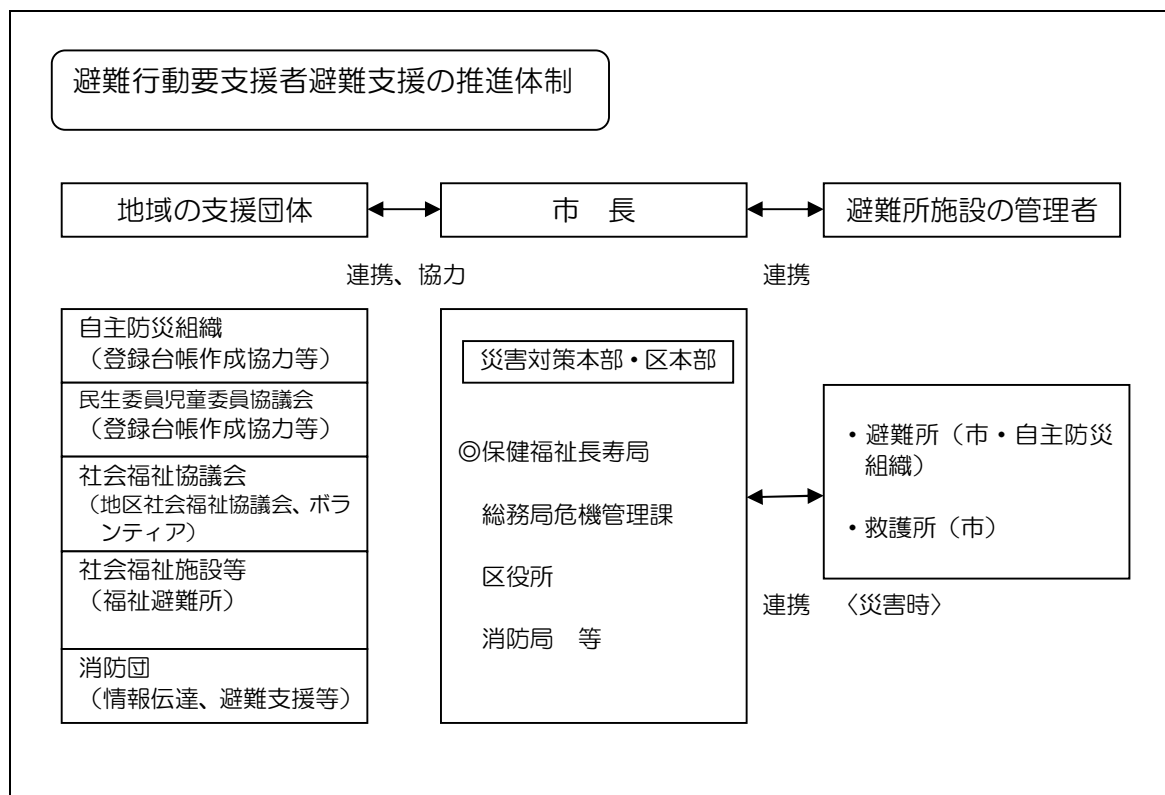 避難行動要支援者避難支援の推進体制
地域の支援団体
市　長
避難所施設の管理者
連携、協力
連携
自主防災組織
（登録台帳作成協力等）
民生委員児童委員協議会
（登録台帳作成協力等）
社会福祉協議会
（地区社会福祉協議会、ボラ
ンティア）
社会福祉施設等
（福祉避難所）
消防団
（情報伝達、避難支援等）
災害対策本部・区本部
◎保健福祉長寿局
総務局危機管理課
区役所
消防局　等
・避難所（市・自主防災
組織）
・救護所（市）
連携　〈災害時〉